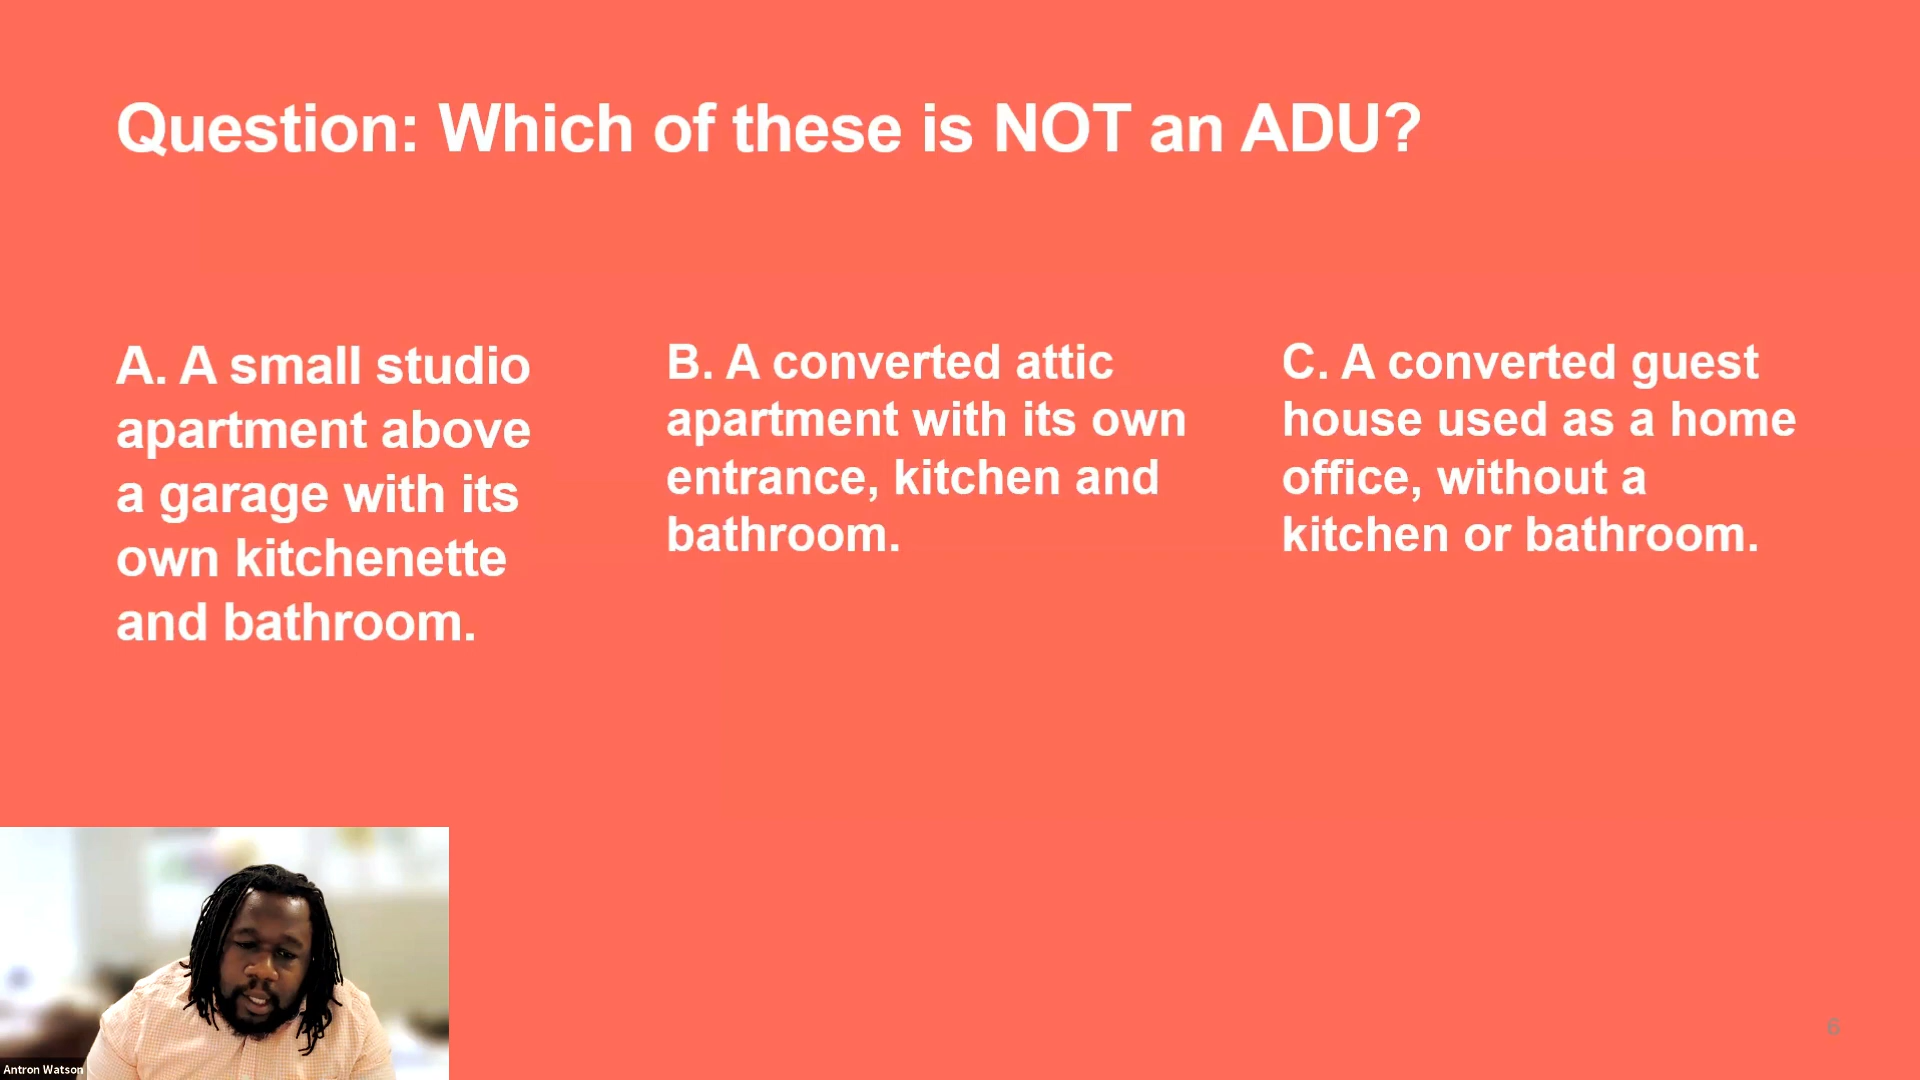 Question: Which of these is NOT an ADU?
A. A small studio
apartment above
a garage with its
own kitchenette
and bathroom.
B. A converted attic
apartment with its own
entrance, kitchen and
bathroom.
C. A converted guest
house used as a home
office, without a
kitchen or bathroom.
6
Antron Watson